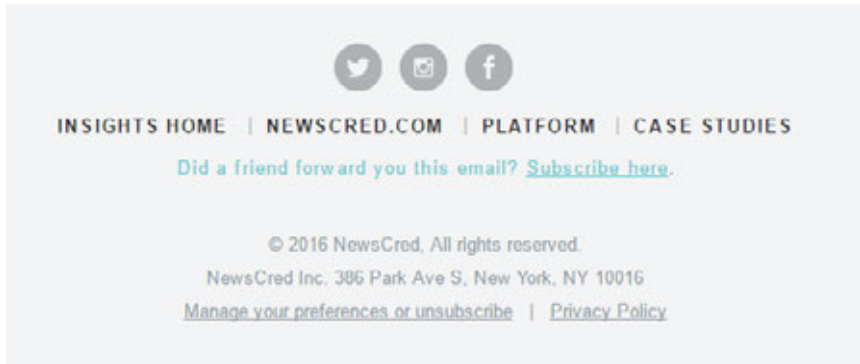 INSIGHTS HOME | NEWSCRED.COM | PLATFORM | CASE STUDIES
Did a friend forward you this email? Subscribe here.
© 2016 NewsCred, All rights reserved.
NewsCred Inc. 386 Park Ave S, New York, NY 10016
Manage your preferences or unsubscribe | Privacy Policy